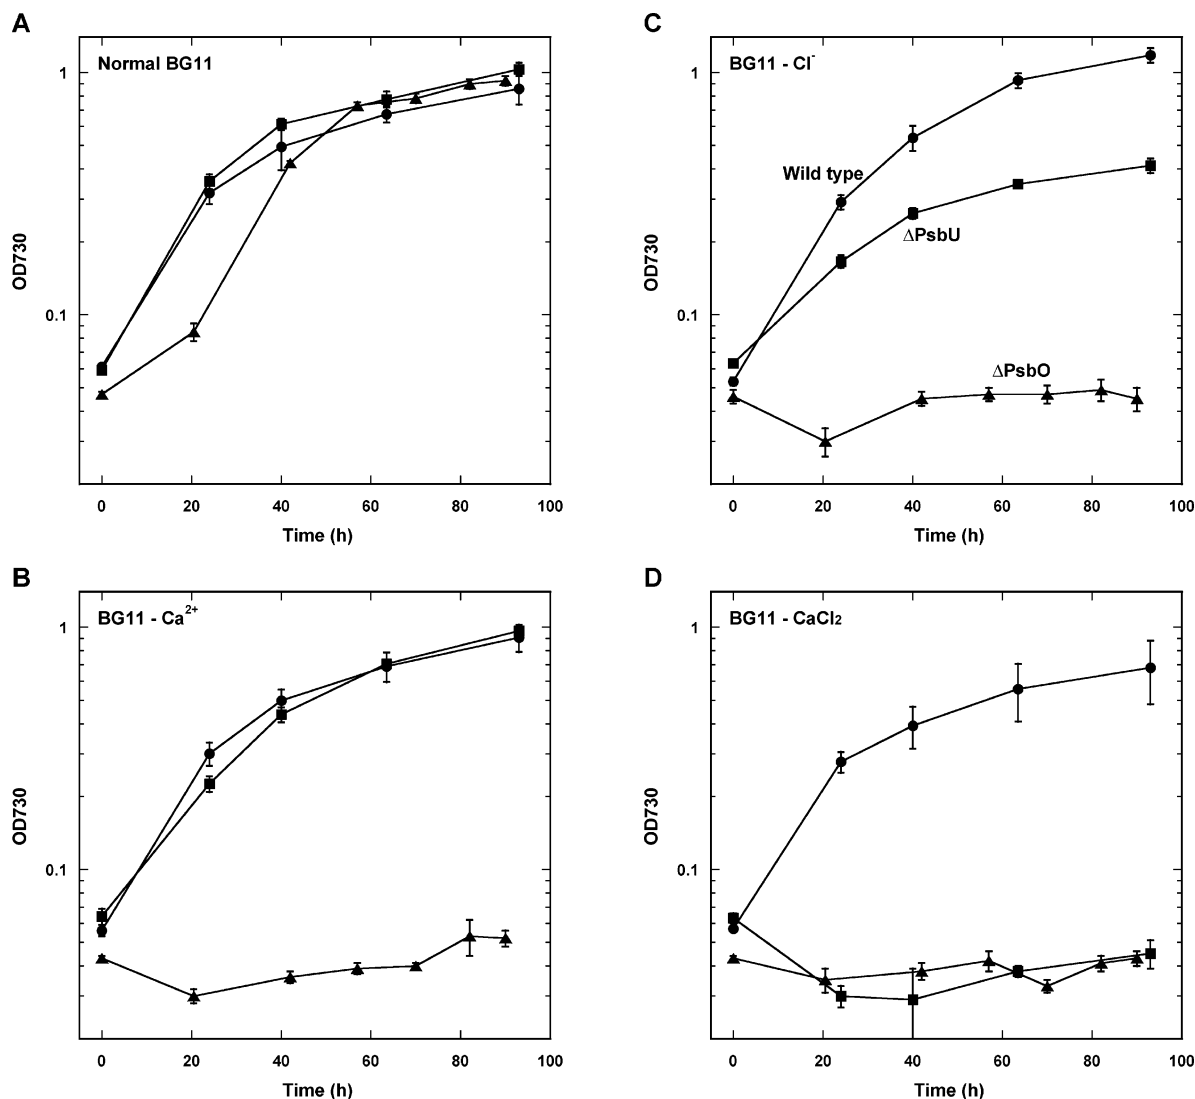 A
Normal BG11
1
0.1
OD730
0 20 40 60 80 100
Time (h)
C
BG11 - Cl-
1
0.1
OD730
Wild type
ΔPsbU
ΔPsbO
0 20 40 60 80 100
Time (h)
B
BG11 - Ca2+
1
0.1
OD730
0 20 40 60 80 100
Time (h)
D
BG11 - CaCl2
1
0.1
OD730
0 20 40 60 80 100
Time (h)